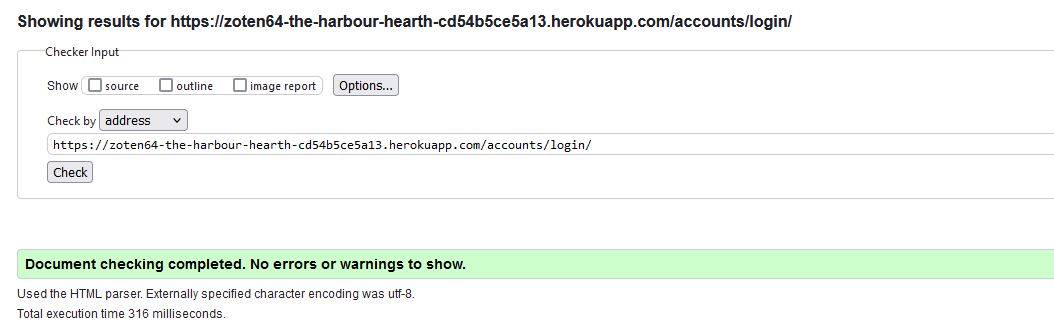 Showing results for https://zoten64-the-harbour-hearth-cd54b5ce5a13.herokuapp.com/accounts/login/
Checker Input
Show source outline image report Options...
Check by address
https://zoten64-the-harbour-hearth-cd54b5ce5a13.herokuapp.com/accounts/login/
Check
Document checking completed. No errors or warnings to show.
Used the HTML parser. Externally specified character encoding was utf-8.
Total execution time 316 milliseconds.